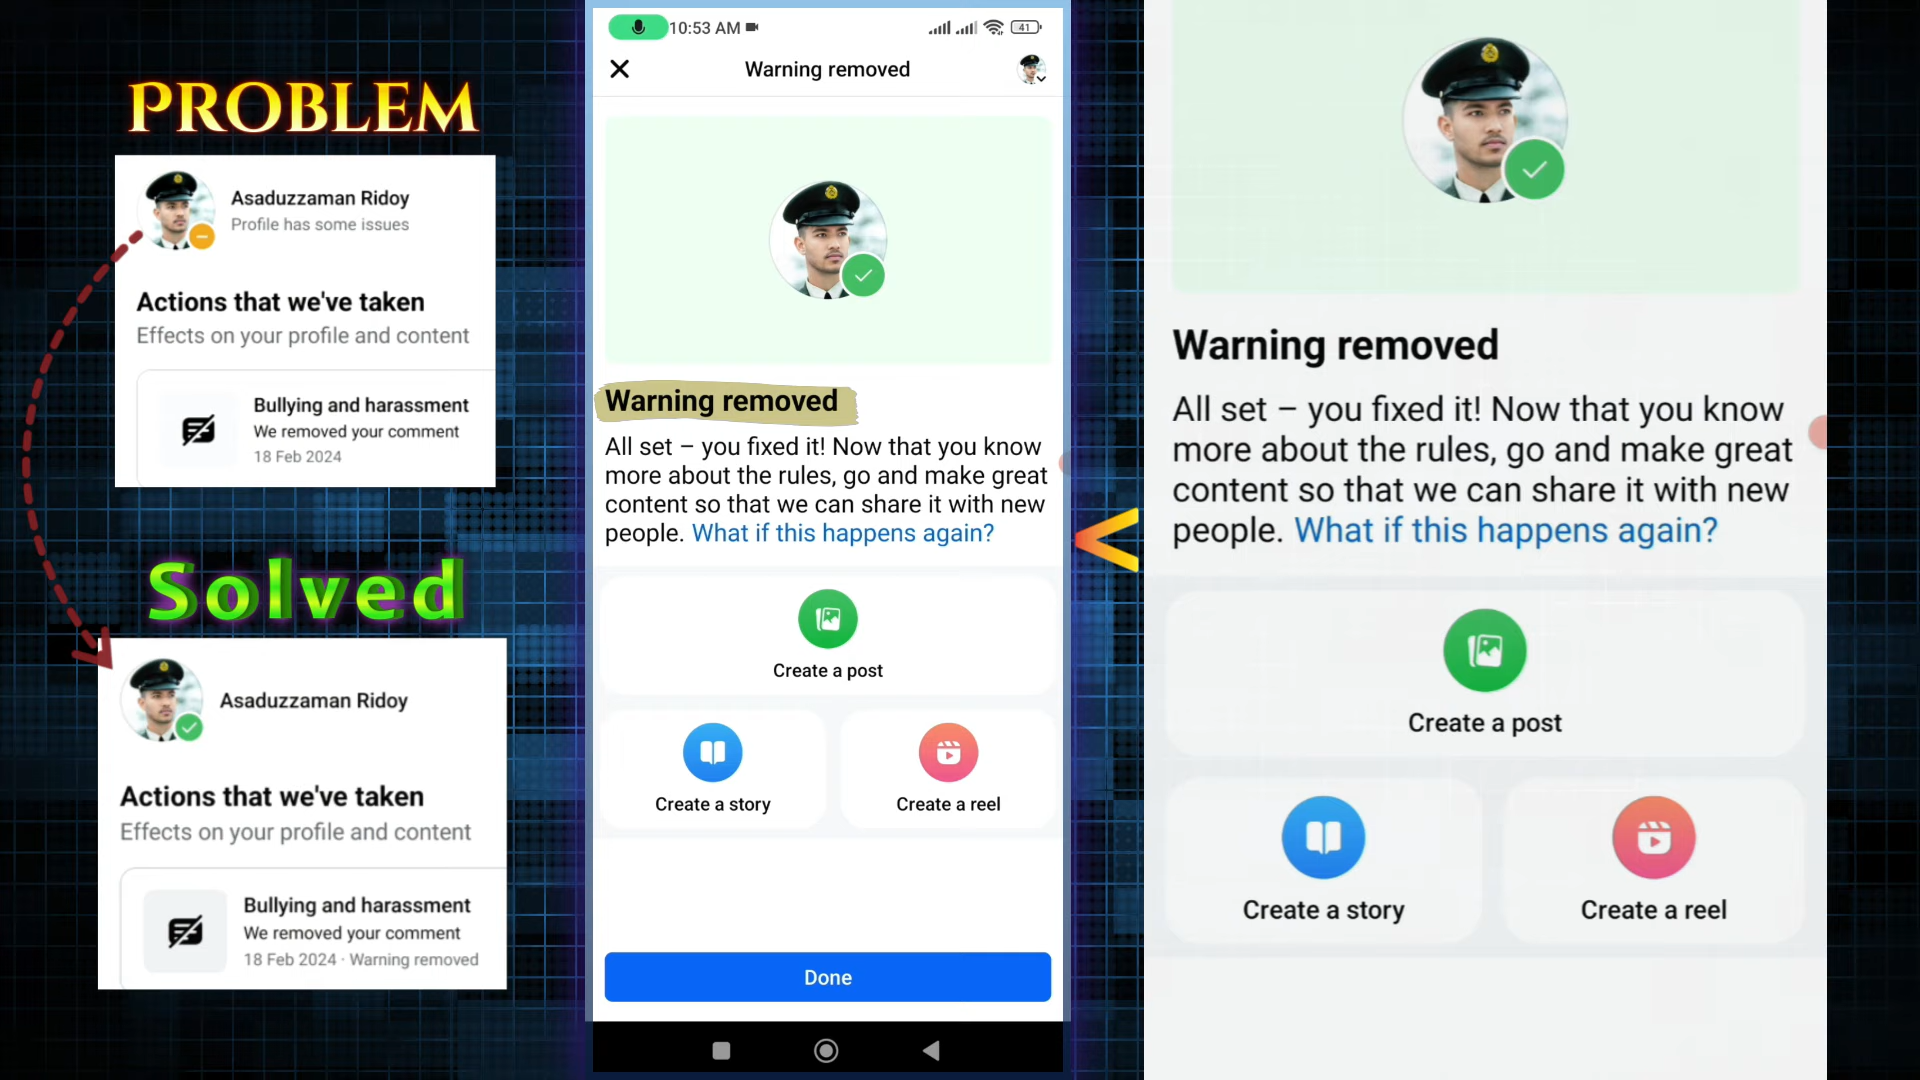 PROBLEM
Asaduzzaman Ridoy
Profile has some issues
Actions that we've taken
Effects on your profile and content
Bullying and harassment
We removed your comment
18 Feb 2024
Solved
Asaduzzaman Ridoy
Actions that we've taken
Effects on your profile and content
Bullying and harassment
We removed your comment
18 Feb 2024 · Warning removed
10:53 AM
41
Warning removed
Warning removed
All set – you fixed it! Now that you know
more about the rules, go and make great
content so that we can share it with new
people. What if this happens again?
Create a post
Create a story
Create a reel
Done
Warning removed
All set – you fixed it! Now that you know
more about the rules, go and make great
content so that we can share it with new
people. What if this happens again?
Create a post
Create a story
Create a reel